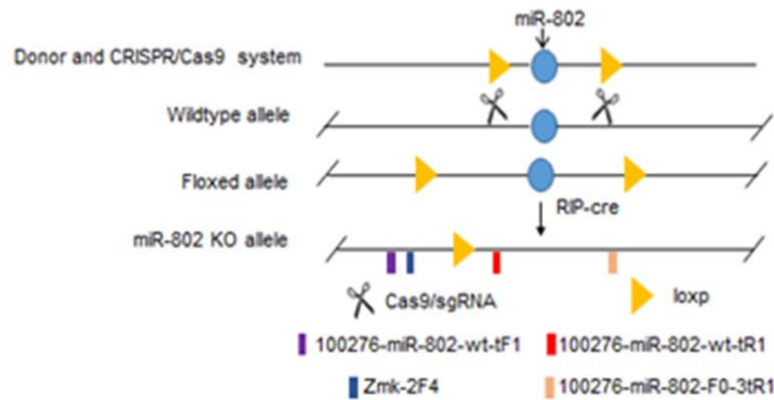 miR-802
Donor and CRISPR/Cas9 system
Wildtype allele
Floxed allele
RIP-cre
miR-802 KO allele
Cas9/sgRNA
loxp
100276-miR-802-wt-tF1
100276-miR-802-wt-tR1
Zmk-2F4
100276-miR-802-F0-3tR1